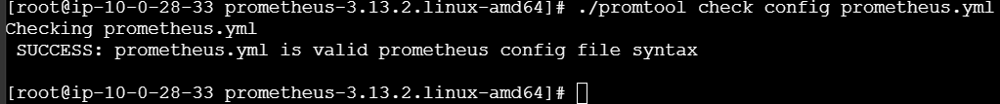 [root@ip-10-0-28-33 prometheus-3.13.2.linux-amd64]# ./promtool check config prometheus.yml
Checking prometheus.yml
 SUCCESS: prometheus.yml is valid prometheus config file syntax

[root@ip-10-0-28-33 prometheus-3.13.2.linux-amd64]#